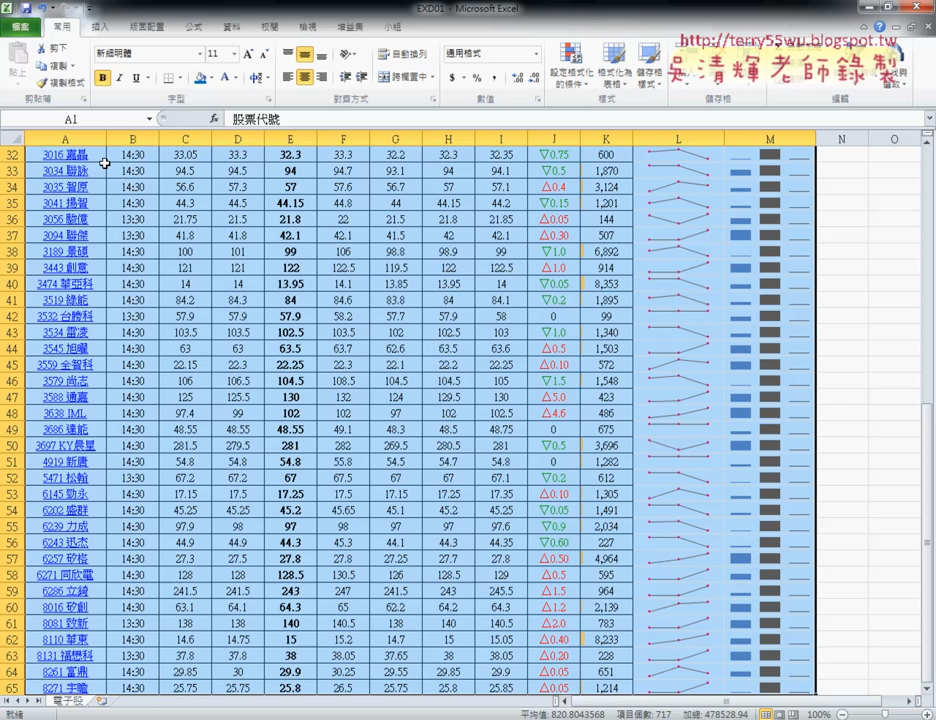 EXD01 - Microsoft Excel
檔案 常用 插入 版面配置 公式 資料 校閱 檢視 增益集 小組
http://terry55wu.blogspot.tw
吳清輝老師錄製
剪下 新細明體 11 自動換列 通用格式
貼上 複製 複製格式 B I U 跨欄置中 $ % 設定格式化的條件 格式化為表格 儲存格樣式
剪貼簿 字型 對齊方式 數值 樣式 儲存格 編輯
A1 fx 股票代號
A B C D E F G H I J K L M N O
32 3016 嘉晶 14:30 33.05 33.3 32.3 33.3 32.2 32.3 32.35 ▽0.75 600
33 3034 聯詠 14:30 94.5 94.5 94 94.7 93.1 94 94.1 ▽0.5 1,870
34 3035 智原 14:30 56.6 57.3 57 57.6 56.7 57 57.1 △0.4 3,124
35 3041 揚智 14:30 44.3 44.5 44.15 44.8 44 44.15 44.2 ▽0.15 1,201
36 3056 駿億 13:30 21.75 21.5 21.8 22 21.5 21.8 21.85 △0.05 144
37 3094 聯傑 13:30 41.8 41.8 42.1 42.1 41.5 42 42.1 △0.30 507
38 3189 景碩 14:30 100 101 99 106 98.8 98.9 99 ▽1.0 6,892
39 3443 創意 14:30 121 121 122 122.5 119.5 122 122.5 △1.0 914
40 3474 華亞科 14:30 14 14 13.95 14.1 13.85 13.95 14 ▽0.05 8,353
41 3519 綠能 14:30 84.2 84.3 84 84.6 83.8 84 84.1 ▽0.2 1,895
42 3532 台勝科 13:30 57.9 57.9 57.9 58.2 57.7 57.9 58 0 99
43 3534 雷凌 14:30 103.5 103.5 102.5 103.5 102 102.5 103 ▽1.0 1,340
44 3545 旭曜 14:30 63 63 63.5 63.7 62.6 63.5 63.6 △0.5 1,503
45 3559 全智科 14:30 22.15 22.3 22.25 22.3 22.1 22.2 22.25 △0.10 572
46 3579 尚志 14:30 106 106.5 104.5 108.5 104.5 104.5 105 ▽1.5 1,548
47 3588 通嘉 14:30 125 125.5 130 132 124 129.5 130 △5.0 423
48 3638 IML 14:30 97.4 99 102 102 97 102 102.5 △4.6 486
49 3686 達能 14:30 48.55 48.55 48.55 49.1 48.3 48.5 48.75 0 675
50 3697 KY晨星 14:30 281.5 279.5 281 282 269.5 280.5 281 ▽0.5 3,696
51 4919 新唐 14:30 54.8 54.8 54.8 55.8 54.5 54.7 54.8 0 1,282
52 5471 松翰 14:30 67.2 67.2 67 67.5 67 67 67.1 ▽0.2 612
53 6145 勁永 14:30 17.15 17.5 17.25 17.5 17.15 17.25 17.35 △0.10 1,305
54 6202 盛群 14:30 45.25 45.5 45.2 45.65 45.1 45.2 45.25 ▽0.05 1,491
55 6239 力成 14:30 97.9 98 97 98 97 97 97.6 ▽0.9 2,034
56 6243 迅杰 14:30 44.9 44.9 44.3 45.3 44.1 44.3 44.35 ▽0.60 227
57 6257 矽格 14:30 27.3 27.5 27.8 27.8 27.25 27.7 27.8 △0.50 4,964
58 6271 同欣電 14:30 128 128 128.5 130.5 126 128.5 129 △0.5 595
59 6286 立錡 14:30 241.5 241.5 243 247 241.5 243 245.5 △1.5 964
60 8016 矽創 14:30 63.1 64.1 64.3 65 62.2 64.2 64.3 △1.2 2,139
61 8081 致新 13:30 138 138 140 140.5 138 140 140.5 △2.0 783
62 8110 華東 14:30 14.6 14.75 15 15.2 14.7 15 15.05 △0.40 8,233
63 8131 福懋科 13:30 37.8 37.8 38 38.05 37.65 38 38.15 △0.20 228
64 8261 富鼎 14:30 29.85 30 29.9 30.25 29.55 29.85 29.9 △0.05 651
65 8271 宇瞻 14:30 25.75 25.75 25.8 26.5 25.75 25.8 25.85 △0.05 1,214
電子股
就緒 平均值: 820.8043568 項目個數: 717 加總: 478528.94 100%